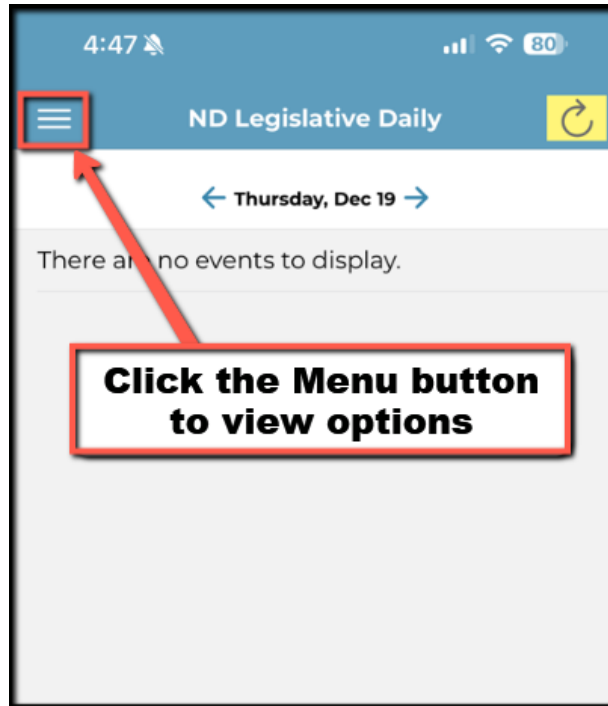 4:47 80
ND Legislative Daily
Thursday, Dec 19
There are no events to display.
Click the Menu button
to view options